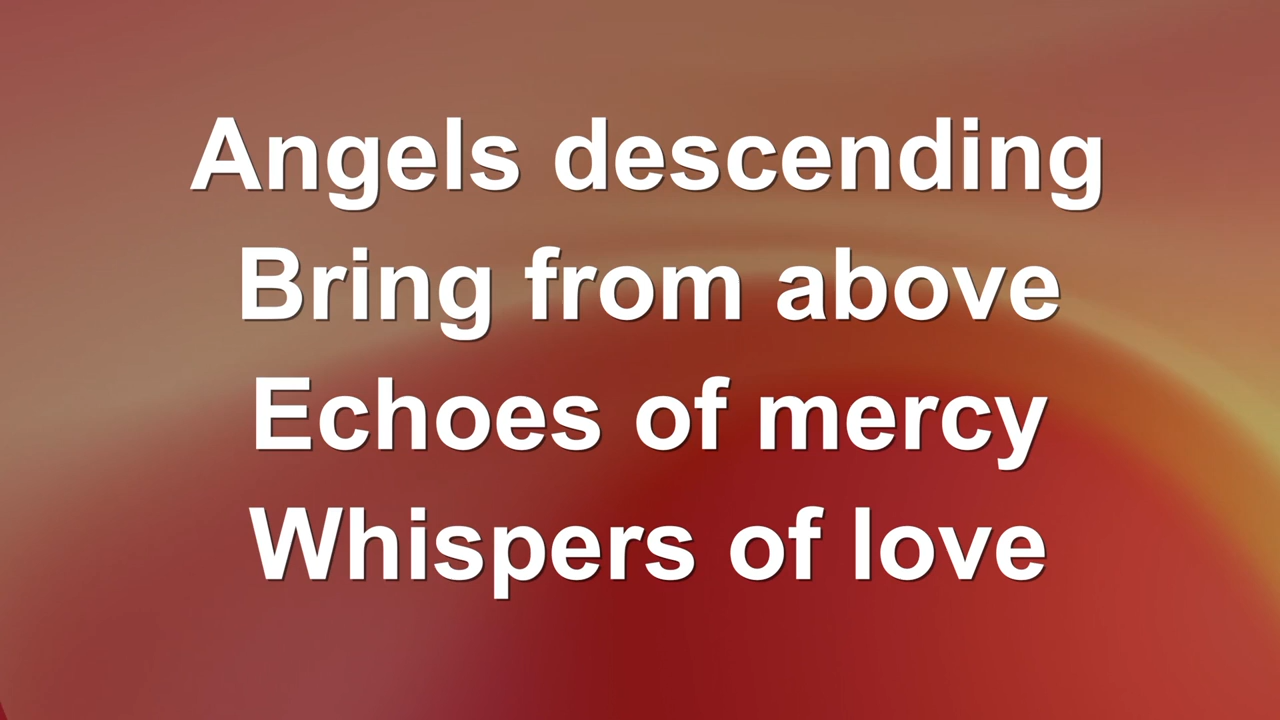 Angels descending
Bring from above
Echoes of mercy
Whispers of love